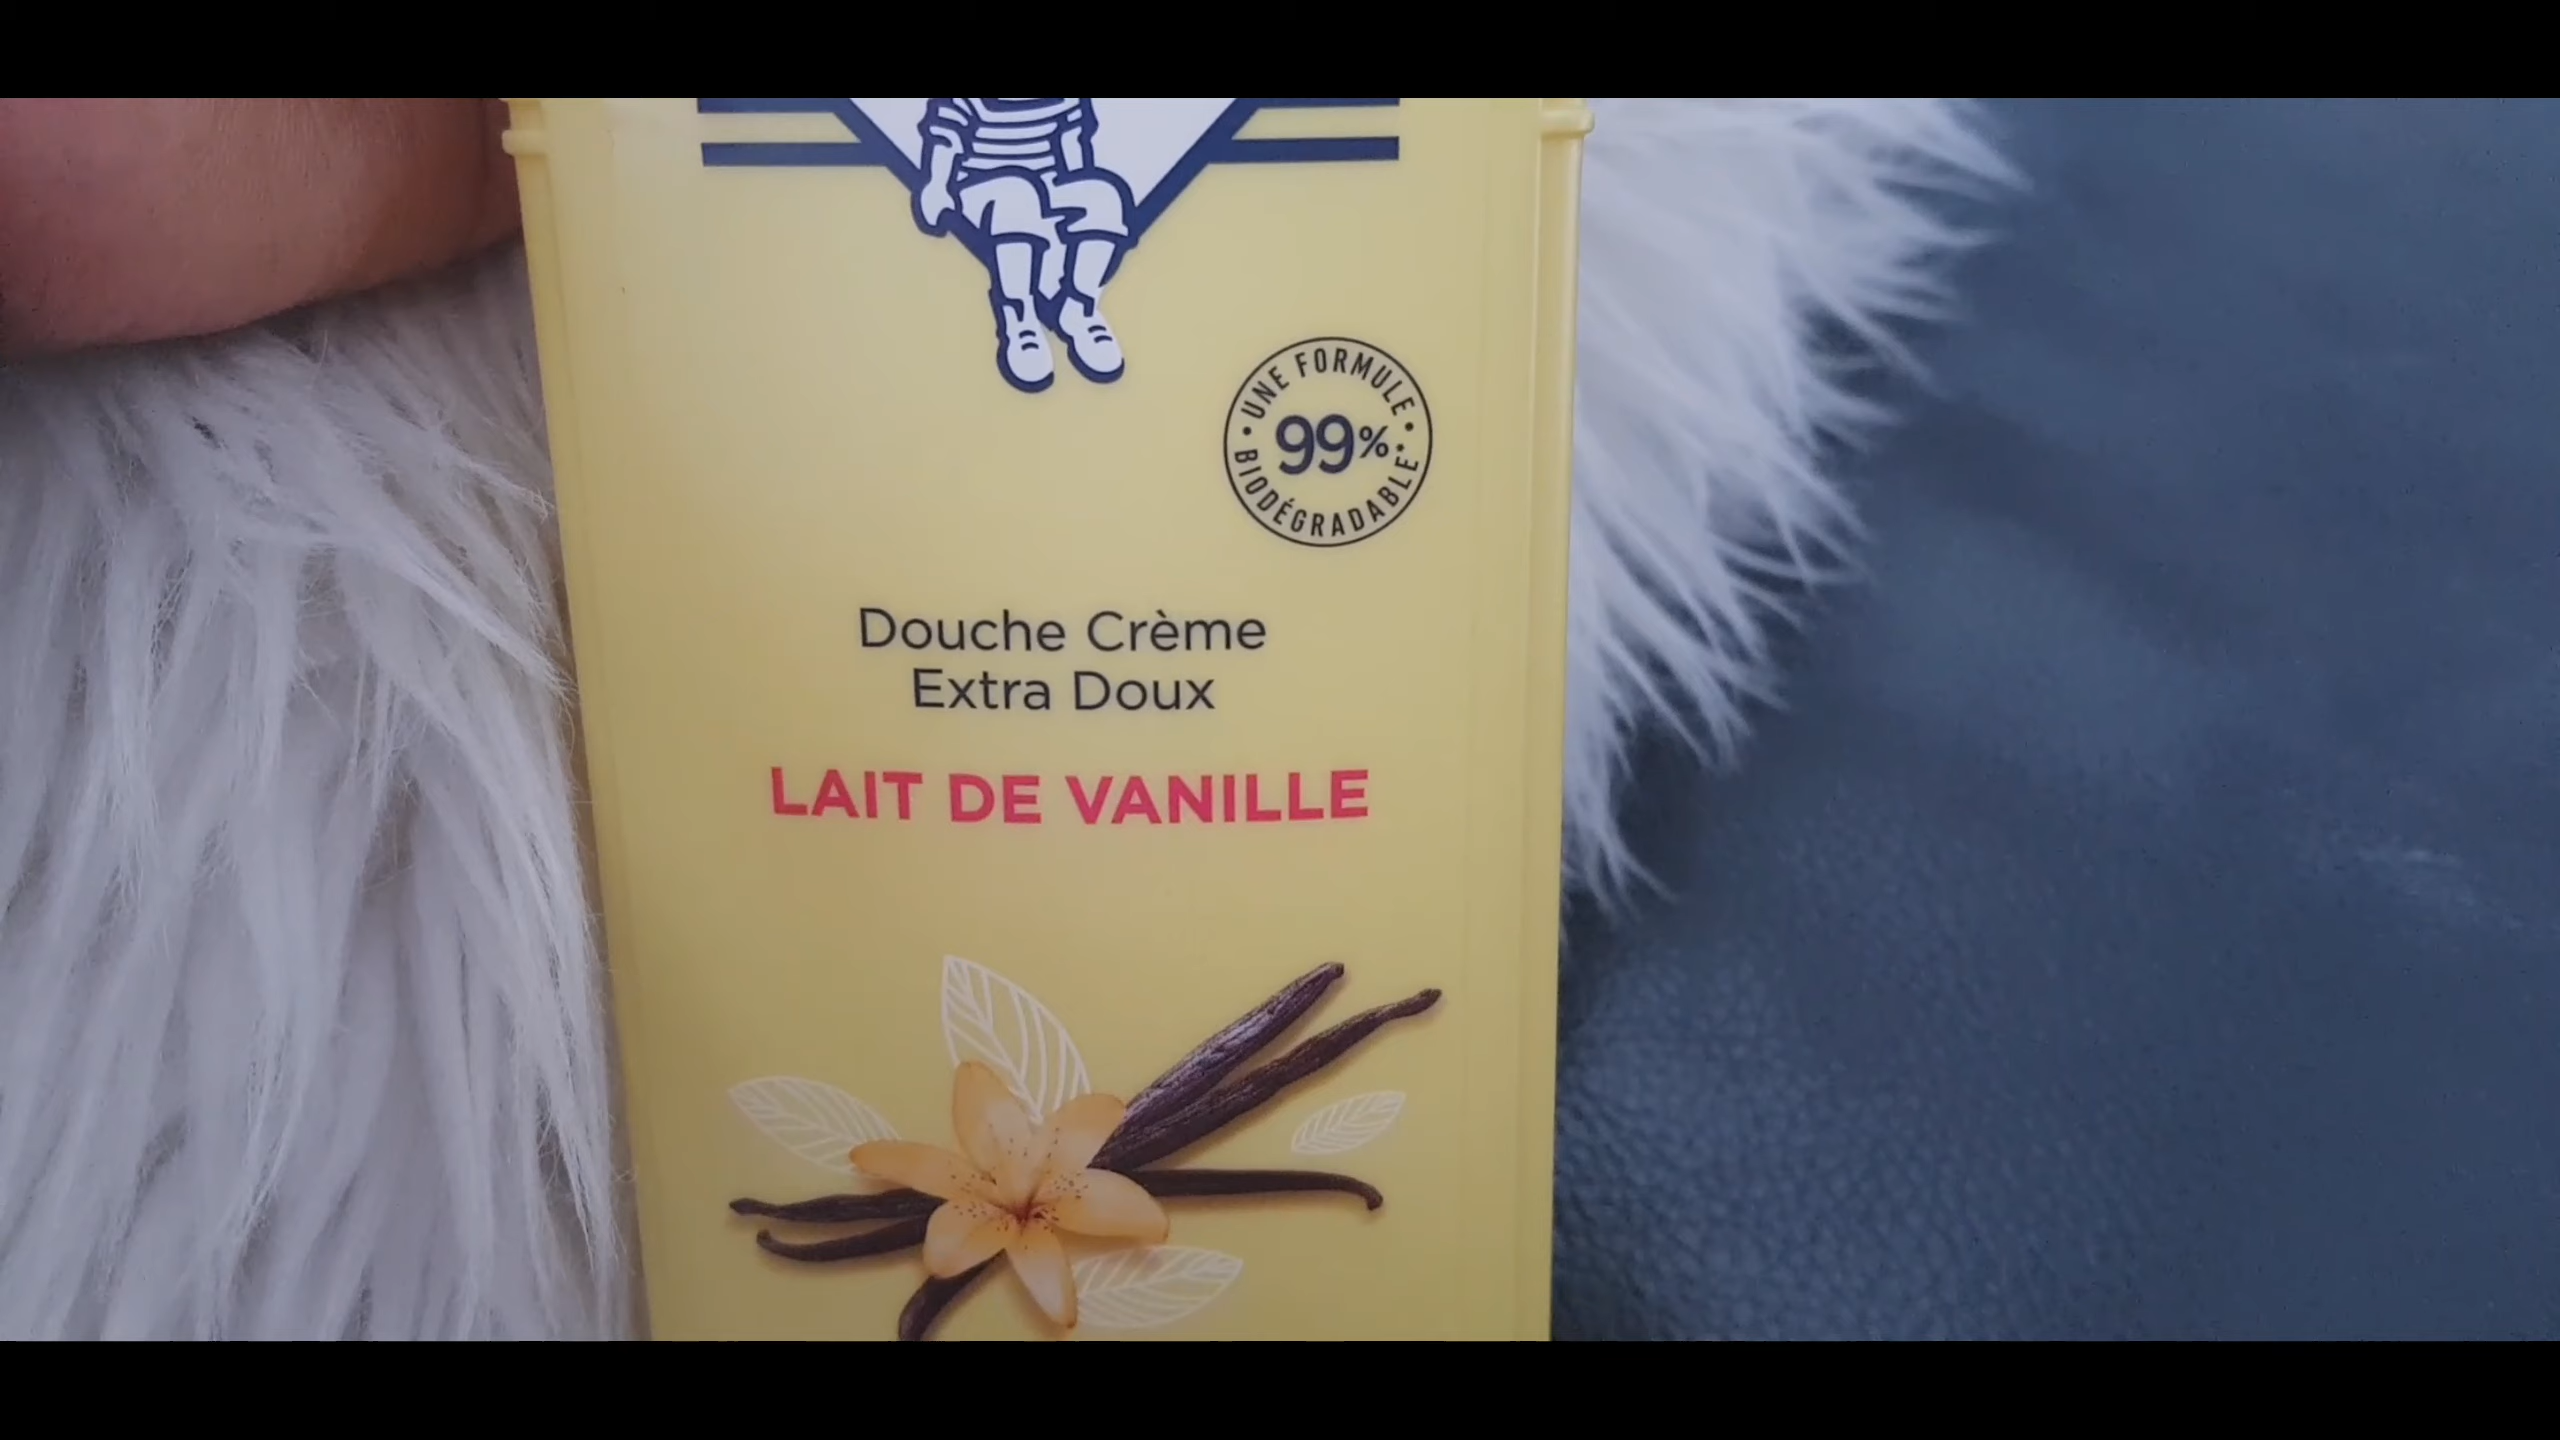 UNE FORMULE
99%
BIODÉGRADABLE*
Douche Crème
Extra Doux
LAIT DE VANILLE